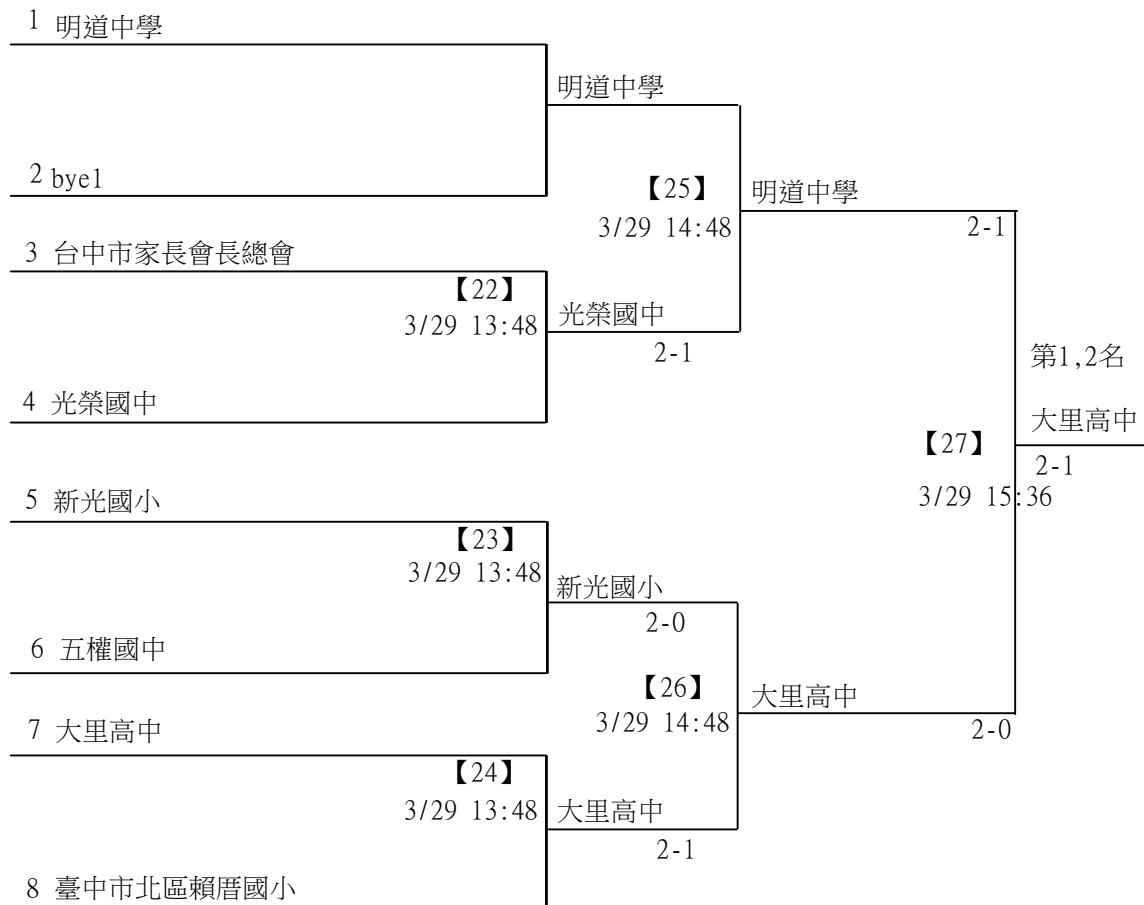 1 明道中學
明道中學
2 bye1
【25】
明道中學
3/29 14:48
2-1
3 台中市家長會長總會
【22】
3/29 13:48
光榮國中
2-1
第1,2名
4 光榮國中
大里高中
【27】
2-1
3/29 15:36
5 新光國小
【23】
3/29 13:48
新光國小
2-0
6 五權國中
【26】
大里高中
3/29 14:48
2-0
7 大里高中
【24】
3/29 13:48
大里高中
2-1
8 臺中市北區賴厝國小